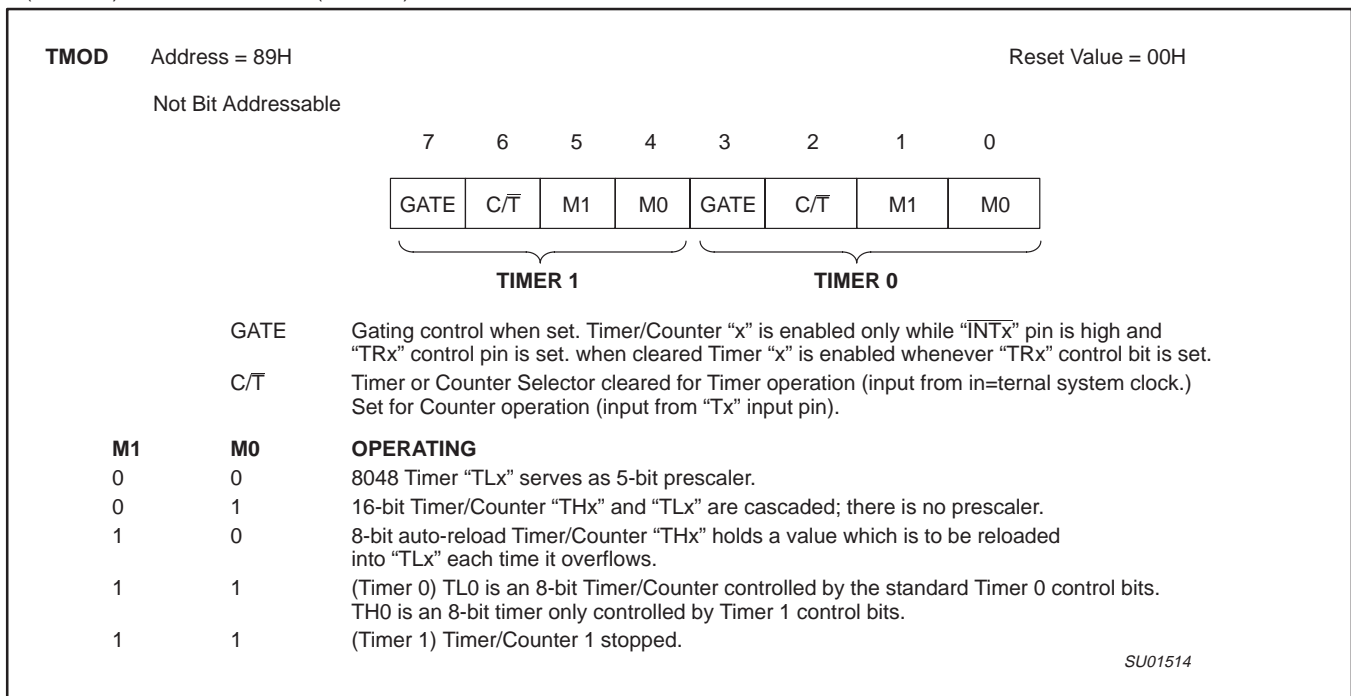 TMOD Address = 89H Reset Value = 00H
Not Bit Addressable
7 6 5 4 3 2 1 0
GATE C/T̅ M1 M0 GATE C/T̅ M1 M0
TIMER 1 TIMER 0
GATE Gating control when set. Timer/Counter “x” is enabled only while “I̅N̅T̅x̅” pin is high and
“TRx” control pin is set. when cleared Timer “x” is enabled whenever “TRx” control bit is set.
C/T̅ Timer or Counter Selector cleared for Timer operation (input from in=ternal system clock.)
Set for Counter operation (input from “Tx” input pin).
M1 M0 OPERATING
0 0 8048 Timer “TLx” serves as 5-bit prescaler.
0 1 16-bit Timer/Counter “THx” and “TLx” are cascaded; there is no prescaler.
1 0 8-bit auto-reload Timer/Counter “THx” holds a value which is to be reloaded
into “TLx” each time it overflows.
1 1 (Timer 0) TL0 is an 8-bit Timer/Counter controlled by the standard Timer 0 control bits.
TH0 is an 8-bit timer only controlled by Timer 1 control bits.
1 1 (Timer 1) Timer/Counter 1 stopped.
SU01514